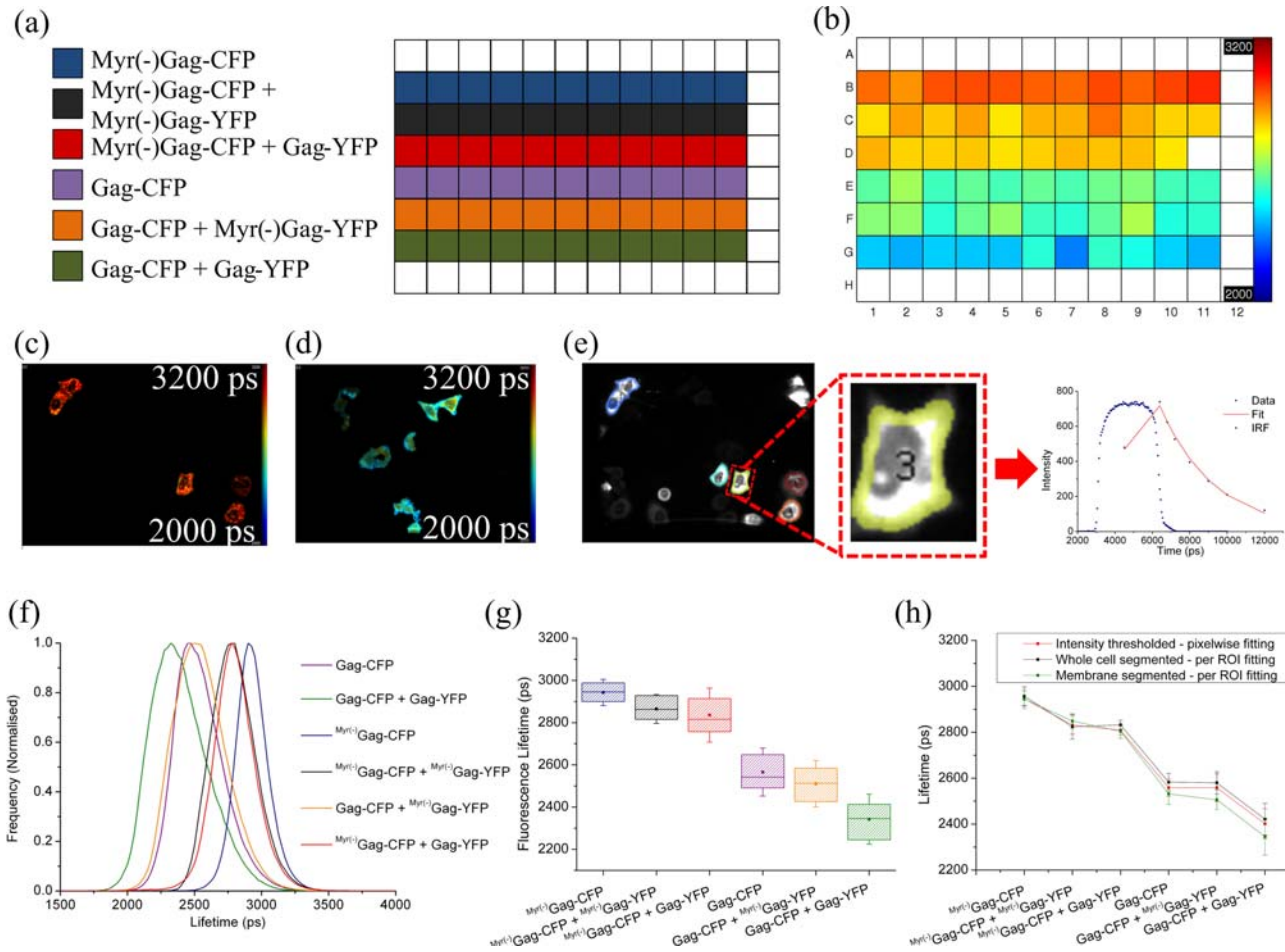 (a)
Myr(-)Gag-CFP
Myr(-)Gag-CFP +
Myr(-)Gag-YFP
Myr(-)Gag-CFP + Gag-YFP
Gag-CFP
Gag-CFP + Myr(-)Gag-YFP
Gag-CFP + Gag-YFP
(b)
A
B
C
D
E
F
G
H
1 2 3 4 5 6 7 8 9 10 11 12
3200
2000
(c)
3200 ps
2000 ps
(d)
3200 ps
2000 ps
(e)
3
800
600
400
200
0
Intensity
2000 4000 6000 8000 10000 12000
Time (ps)
Data
Fit
IRF
(f)
1.0
0.8
0.6
0.4
0.2
0.0
Frequency (Normalised)
1500 2000 2500 3000 3500 4000
Lifetime (ps)
Gag-CFP
Gag-CFP + Gag-YFP
Myr(-)Gag-CFP
Myr(-)Gag-CFP + Myr(-)Gag-YFP
Gag-CFP + Myr(-)Gag-YFP
Myr(-)Gag-CFP + Gag-YFP
(g)
3200
3000
2800
2600
2400
2200
Fluorescence Lifetime (ps)
Myr(-)Gag-CFP
Myr(-)Gag-CFP + Myr(-)Gag-YFP
Myr(-)Gag-CFP + Gag-YFP
Gag-CFP
Gag-CFP + Myr(-)Gag-YFP
Gag-CFP + Gag-YFP
(h)
Intensity thresholded - pixelwise fitting
Whole cell segmented - per ROI fitting
Membrane segmented - per ROI fitting
3200
3000
2800
2600
2400
2200
Lifetime (ps)
Myr(-)Gag-CFP
Gag-CFP + Myr(-)Gag-YFP
Myr(-)Gag-CFP + Gag-YFP
Gag-CFP
Gag-CFP + Myr(-)Gag-YFP
Gag-CFP + Gag-YFP